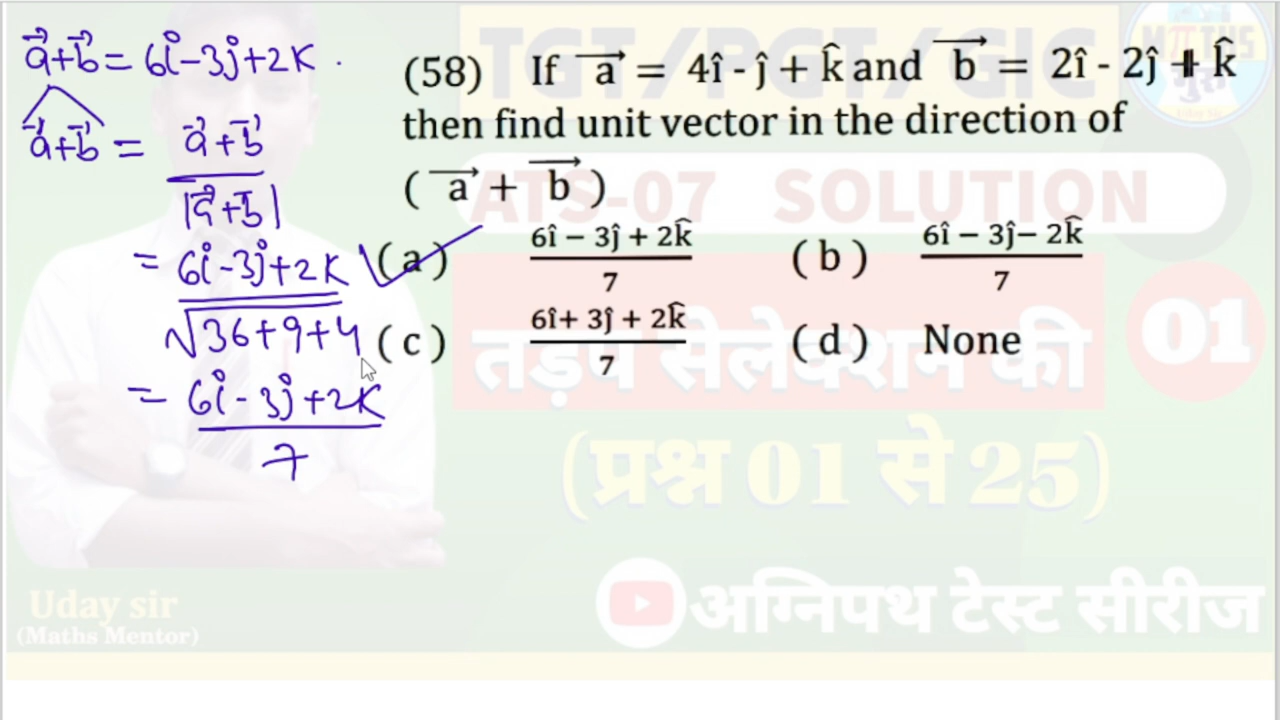 a⃗+b⃗ = 6i-3j+2k .
a⃗+b⃗ = a⃗+b⃗
|a⃗+b⃗|
= 6i-3j+2k
√36+9+4
= 6i-3j+2k
7
(58) If a⃗ = 4î - ĵ + k̂ and b⃗ = 2î - 2ĵ + k̂
then find unit vector in the direction of
( a⃗ + b⃗ )
(a) 6î − 3ĵ + 2k̂ / 7 (b) 6î − 3ĵ− 2k̂ / 7
(c) 6î+ 3ĵ + 2k̂ / 7 (d) None
TGT/PGT/GIC
MπTHS
गुरु
Uday Sir
ATS-07 SOLUTION
तड़प सेलेक्शन की 01
(प्रश्न 01 से 25)
Uday sir
(Maths Mentor)
अग्निपथ टेस्ट सीरीज